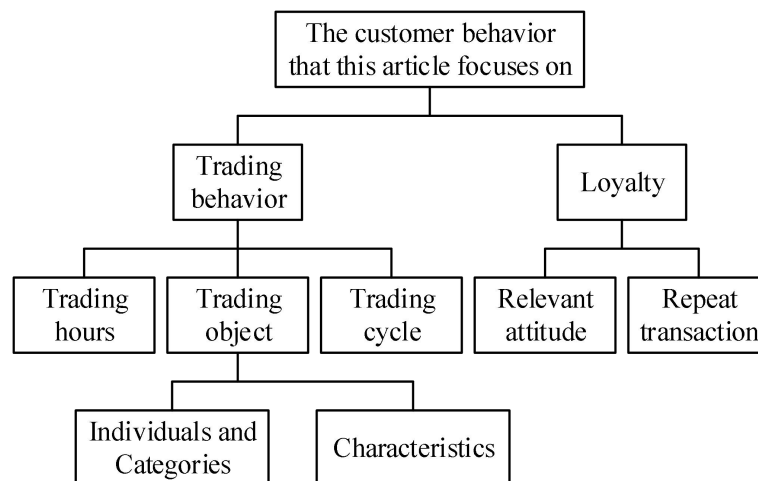 The customer behavior
that this article focuses on
Trading
behavior
Loyalty
Trading
hours
Trading
object
Trading
cycle
Relevant
attitude
Repeat
transaction
Individuals and
Categories
Characteristics